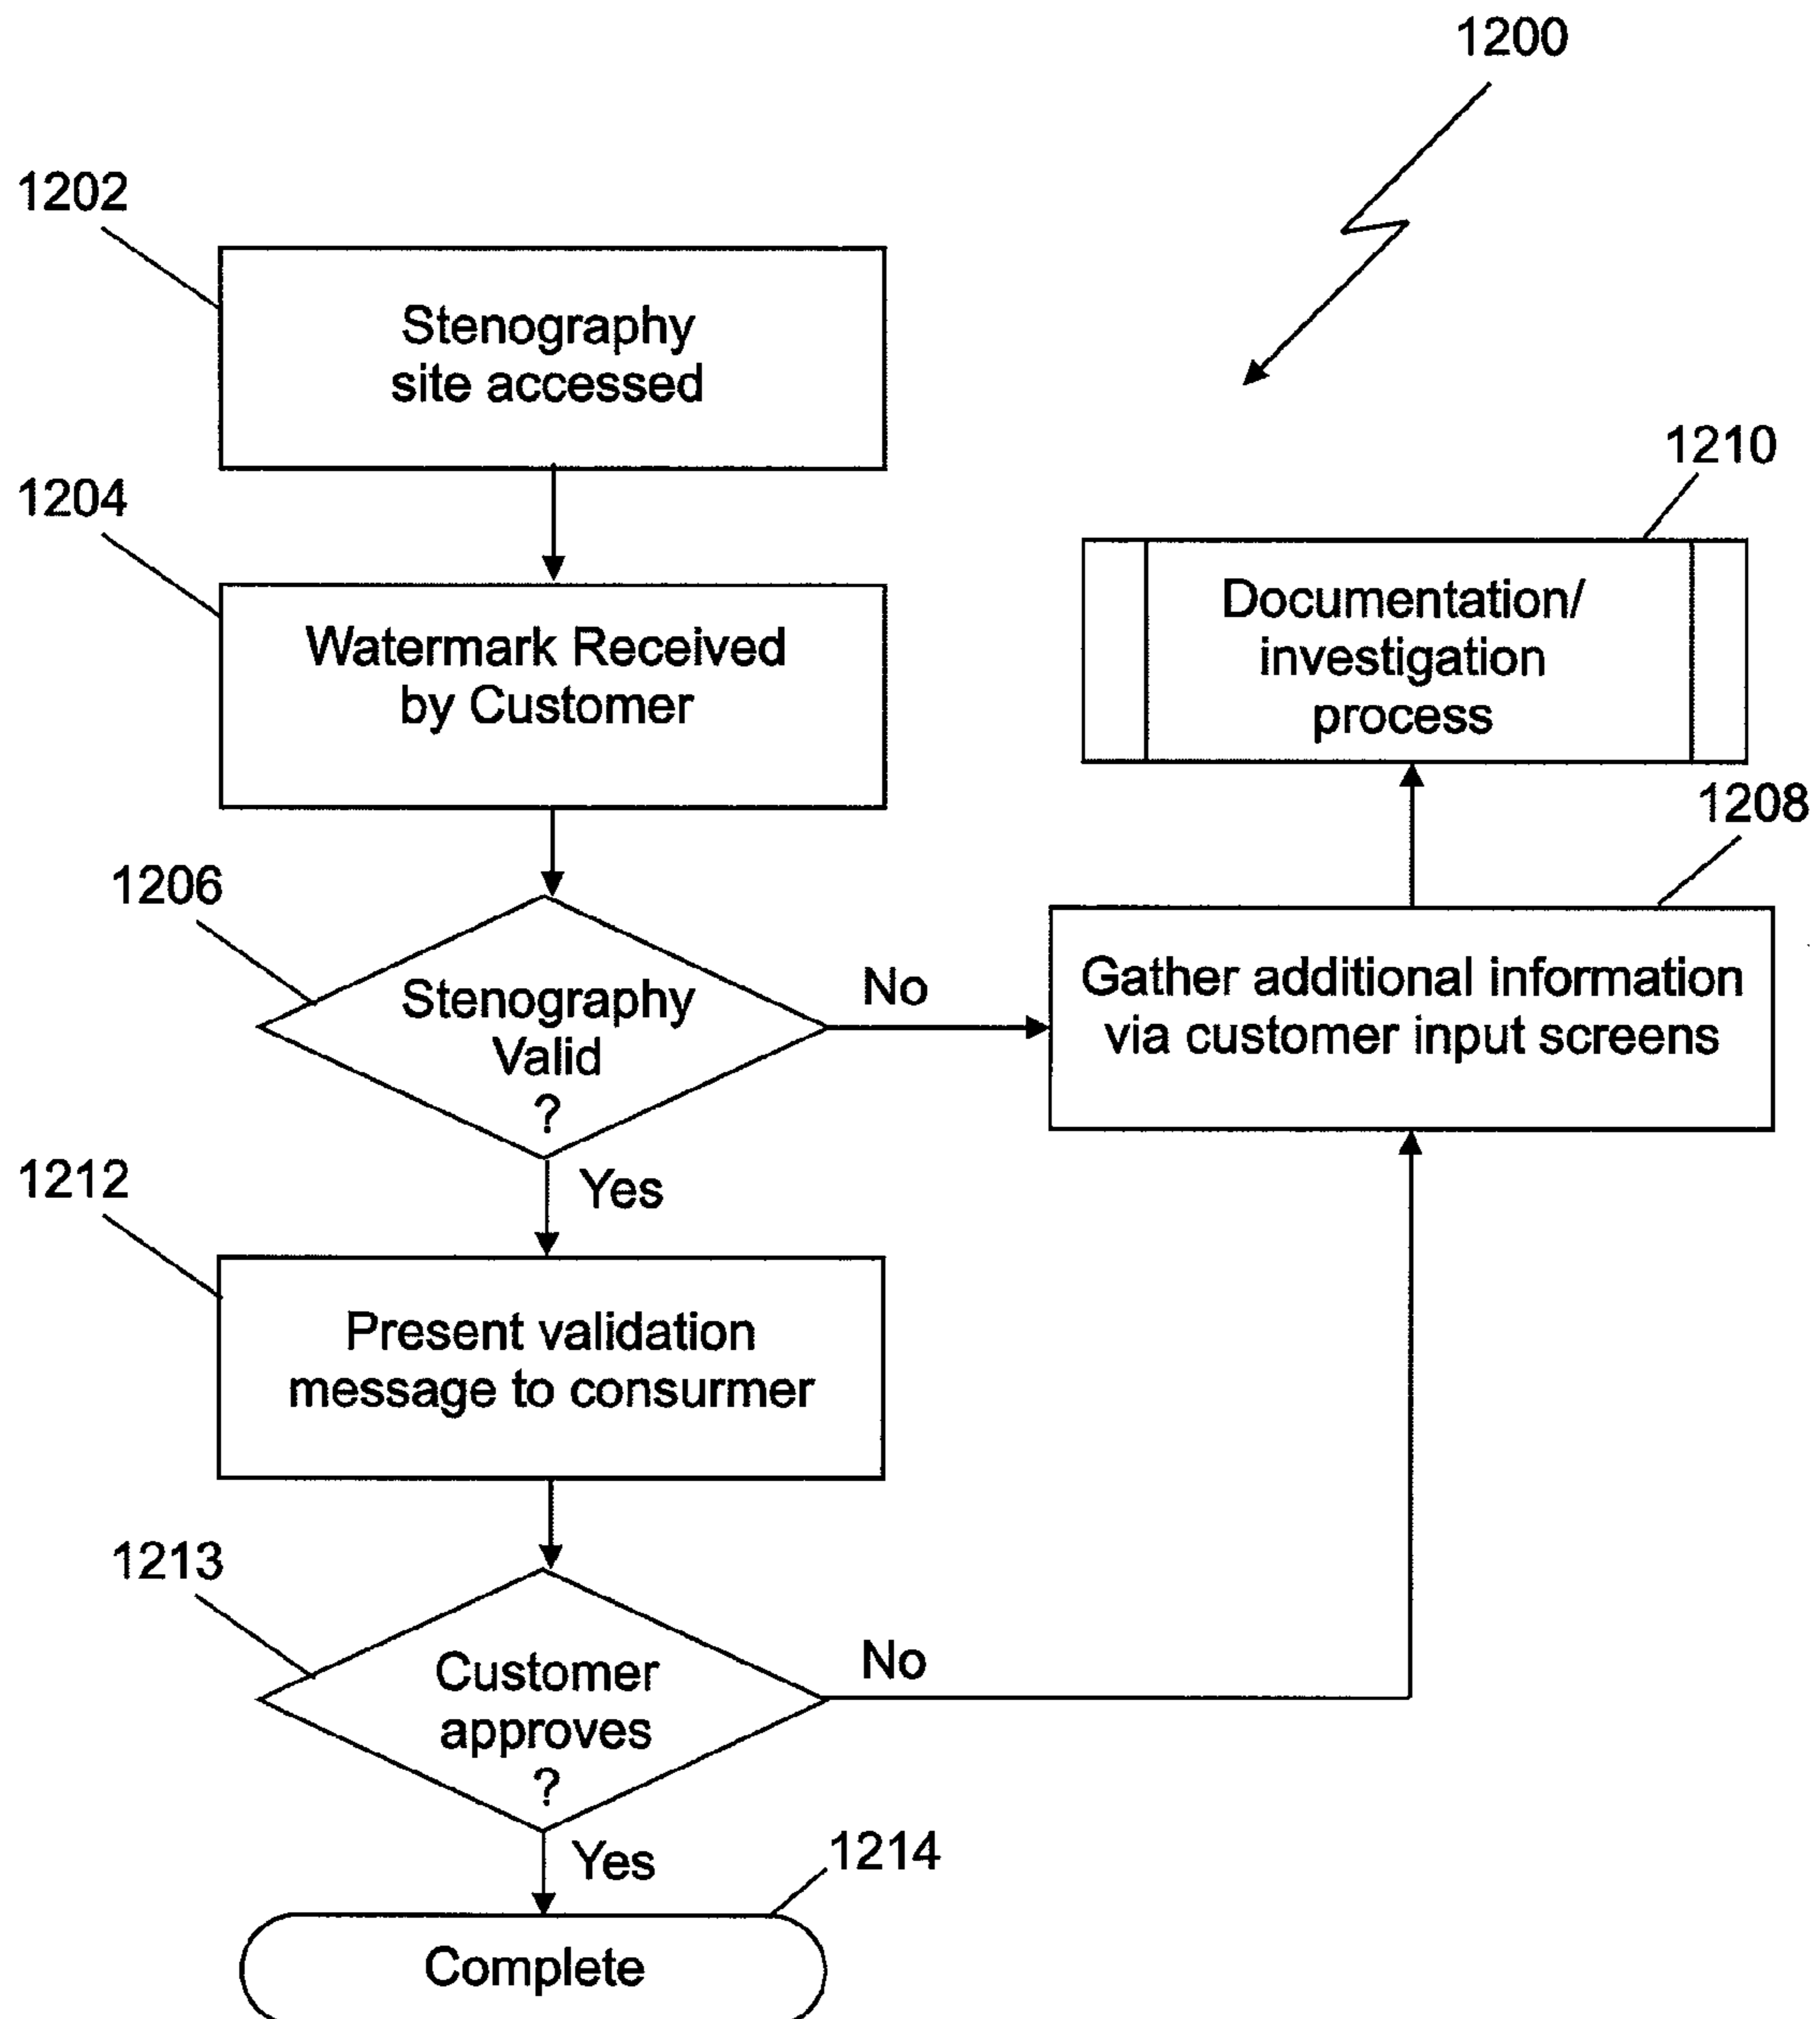 1200
1202
Stenography
site accessed
1204
Watermark Received
by Customer
1210
Documentation/
investigation
process
1208
Gather additional information
via customer input screens
1206
Stenography
Valid
?
No
Yes
1212
Present validation
message to consurmer
1213
Customer
approves
?
No
Yes
1214
Complete